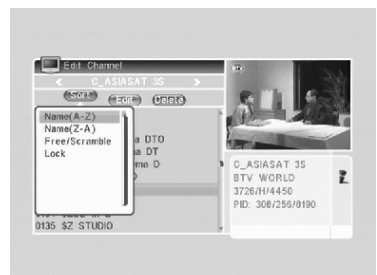 Edit Channel
< C_ASIASAT 3S >
Sort
Edit
Delete
Name(A-Z)
Name(Z-A)
Free/Scramble
Lock
a DTO
a DT
ma D
0135 $Z STUDIO
BTV
C_ASIASAT 3S
BTV WORLD
3726/H/4450
PID: 308/256/8190